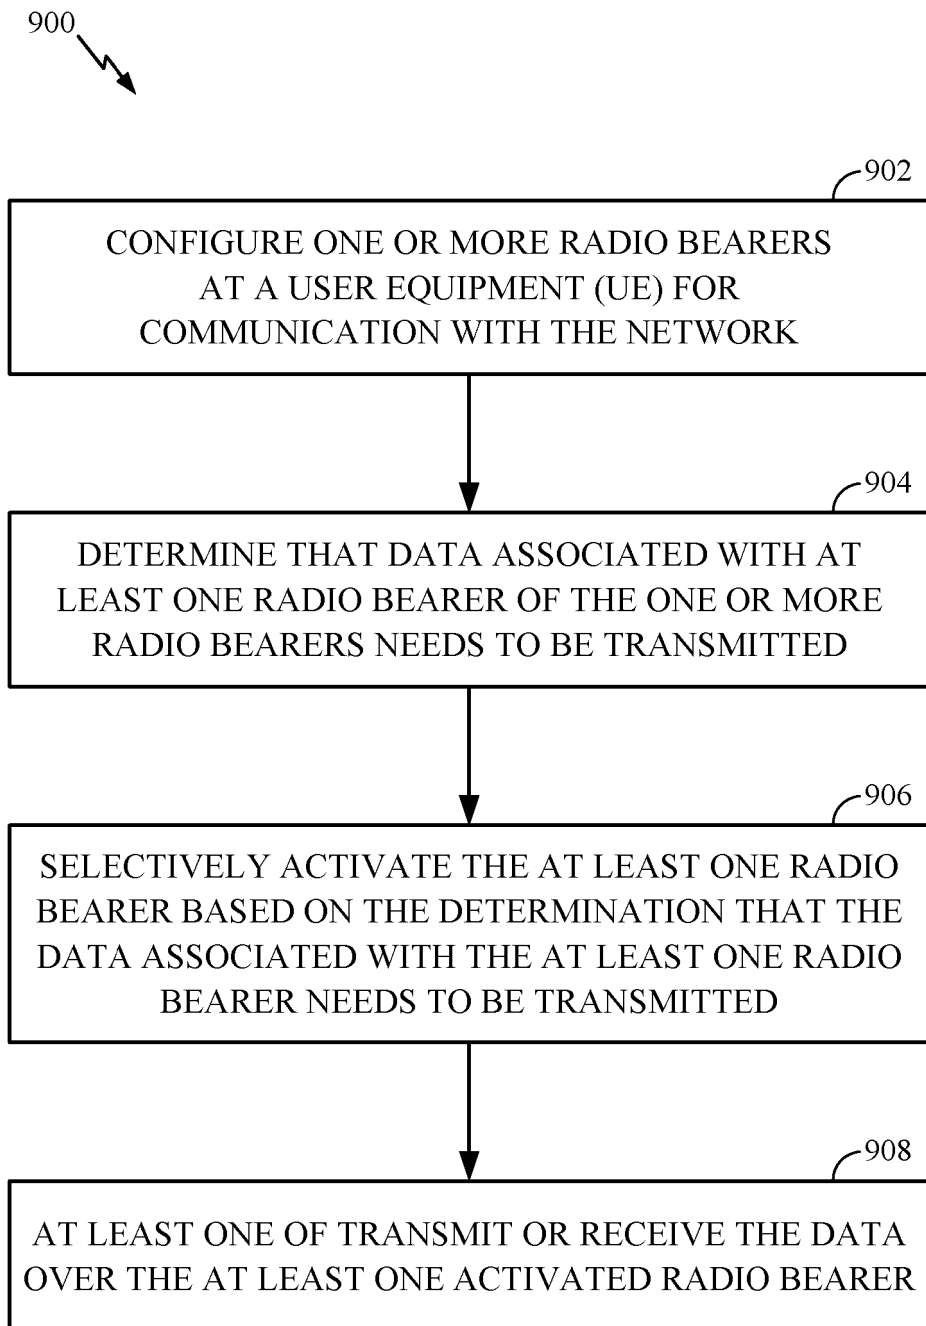 900
902
CONFIGURE ONE OR MORE RADIO BEARERS
AT A USER EQUIPMENT (UE) FOR
COMMUNICATION WITH THE NETWORK
904
DETERMINE THAT DATA ASSOCIATED WITH AT
LEAST ONE RADIO BEARER OF THE ONE OR MORE
RADIO BEARERS NEEDS TO BE TRANSMITTED
906
SELECTIVELY ACTIVATE THE AT LEAST ONE RADIO
BEARER BASED ON THE DETERMINATION THAT THE
DATA ASSOCIATED WITH THE AT LEAST ONE RADIO
BEARER NEEDS TO BE TRANSMITTED
908
AT LEAST ONE OF TRANSMIT OR RECEIVE THE DATA
OVER THE AT LEAST ONE ACTIVATED RADIO BEARER